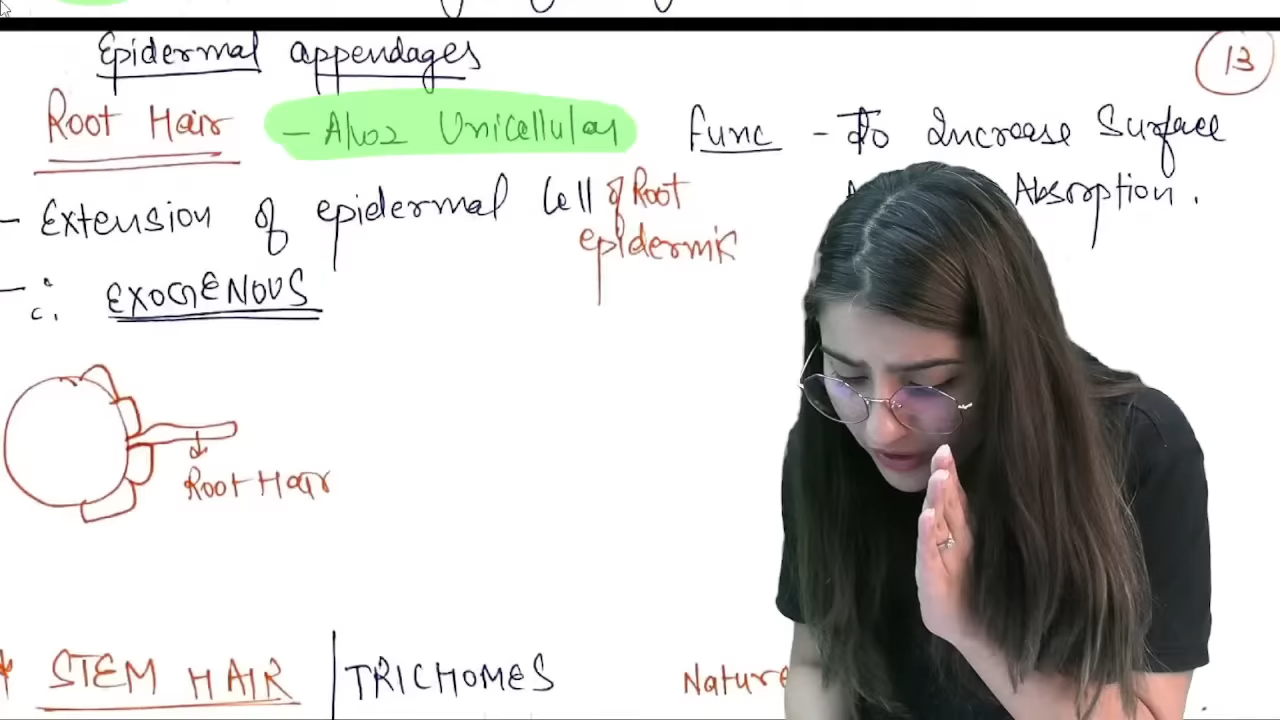 Epidermal appendages
13
Root Hair - Alwaz Unicellular Func - To Increase Surface
Absorption.
- Extension of epidermal Cell of Root
epidermis
- ∴ EXOGENOUS
Root Hair
STEM HAIR | TRICHOMES Nature